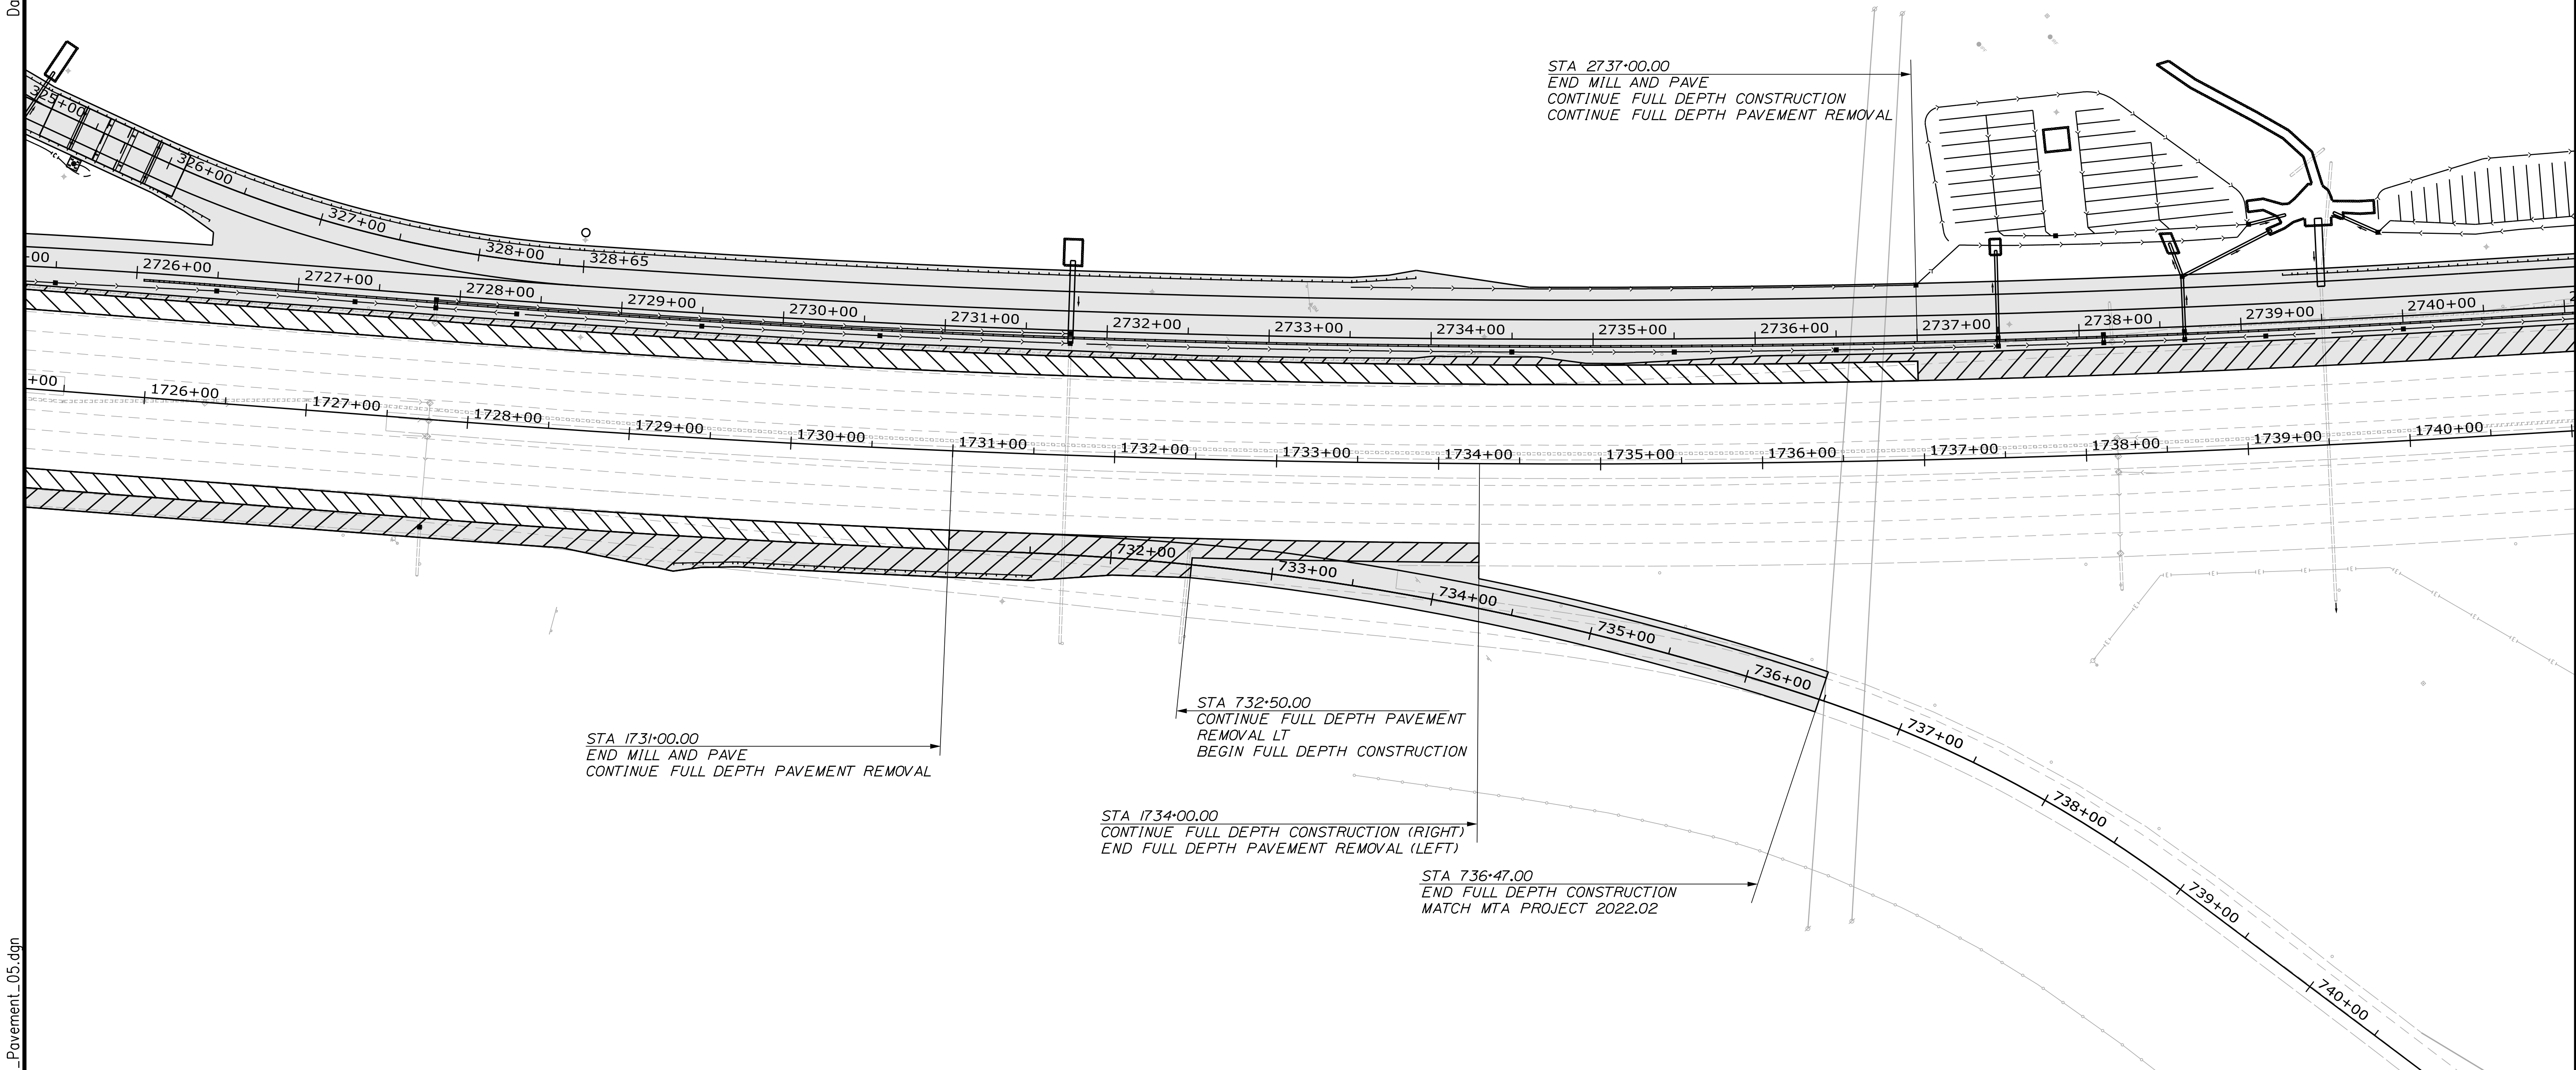 Da
STA 2737+00.00
END MILL AND PAVE
CONTINUE FULL DEPTH CONSTRUCTION
CONTINUE FULL DEPTH PAVEMENT REMOVAL
325+00
326+00
327+00
328+00
328+65
-00
2726+00
2727+00
2728+00
2729+00
2730+00
2731+00
2732+00
2733+00
2734+00
2735+00
2736+00
2737+00
2738+00
2739+00
2740+00
+00
1726+00
1727+00
1728+00
1729+00
1730+00
1731+00
1732+00
1733+00
1734+00
1735+00
1736+00
1737+00
1738+00
1739+00
1740+00
732+00
733+00
734+00
735+00
736+00
737+00
738+00
739+00
740+00
STA 732+50.00
CONTINUE FULL DEPTH PAVEMENT
REMOVAL LT
BEGIN FULL DEPTH CONSTRUCTION
STA 1731+00.00
END MILL AND PAVE
CONTINUE FULL DEPTH PAVEMENT REMOVAL
STA 1734+00.00
CONTINUE FULL DEPTH CONSTRUCTION (RIGHT)
END FULL DEPTH PAVEMENT REMOVAL (LEFT)
STA 736+47.00
END FULL DEPTH CONSTRUCTION
MATCH MTA PROJECT 2022.02
_Pavement_05.dgn